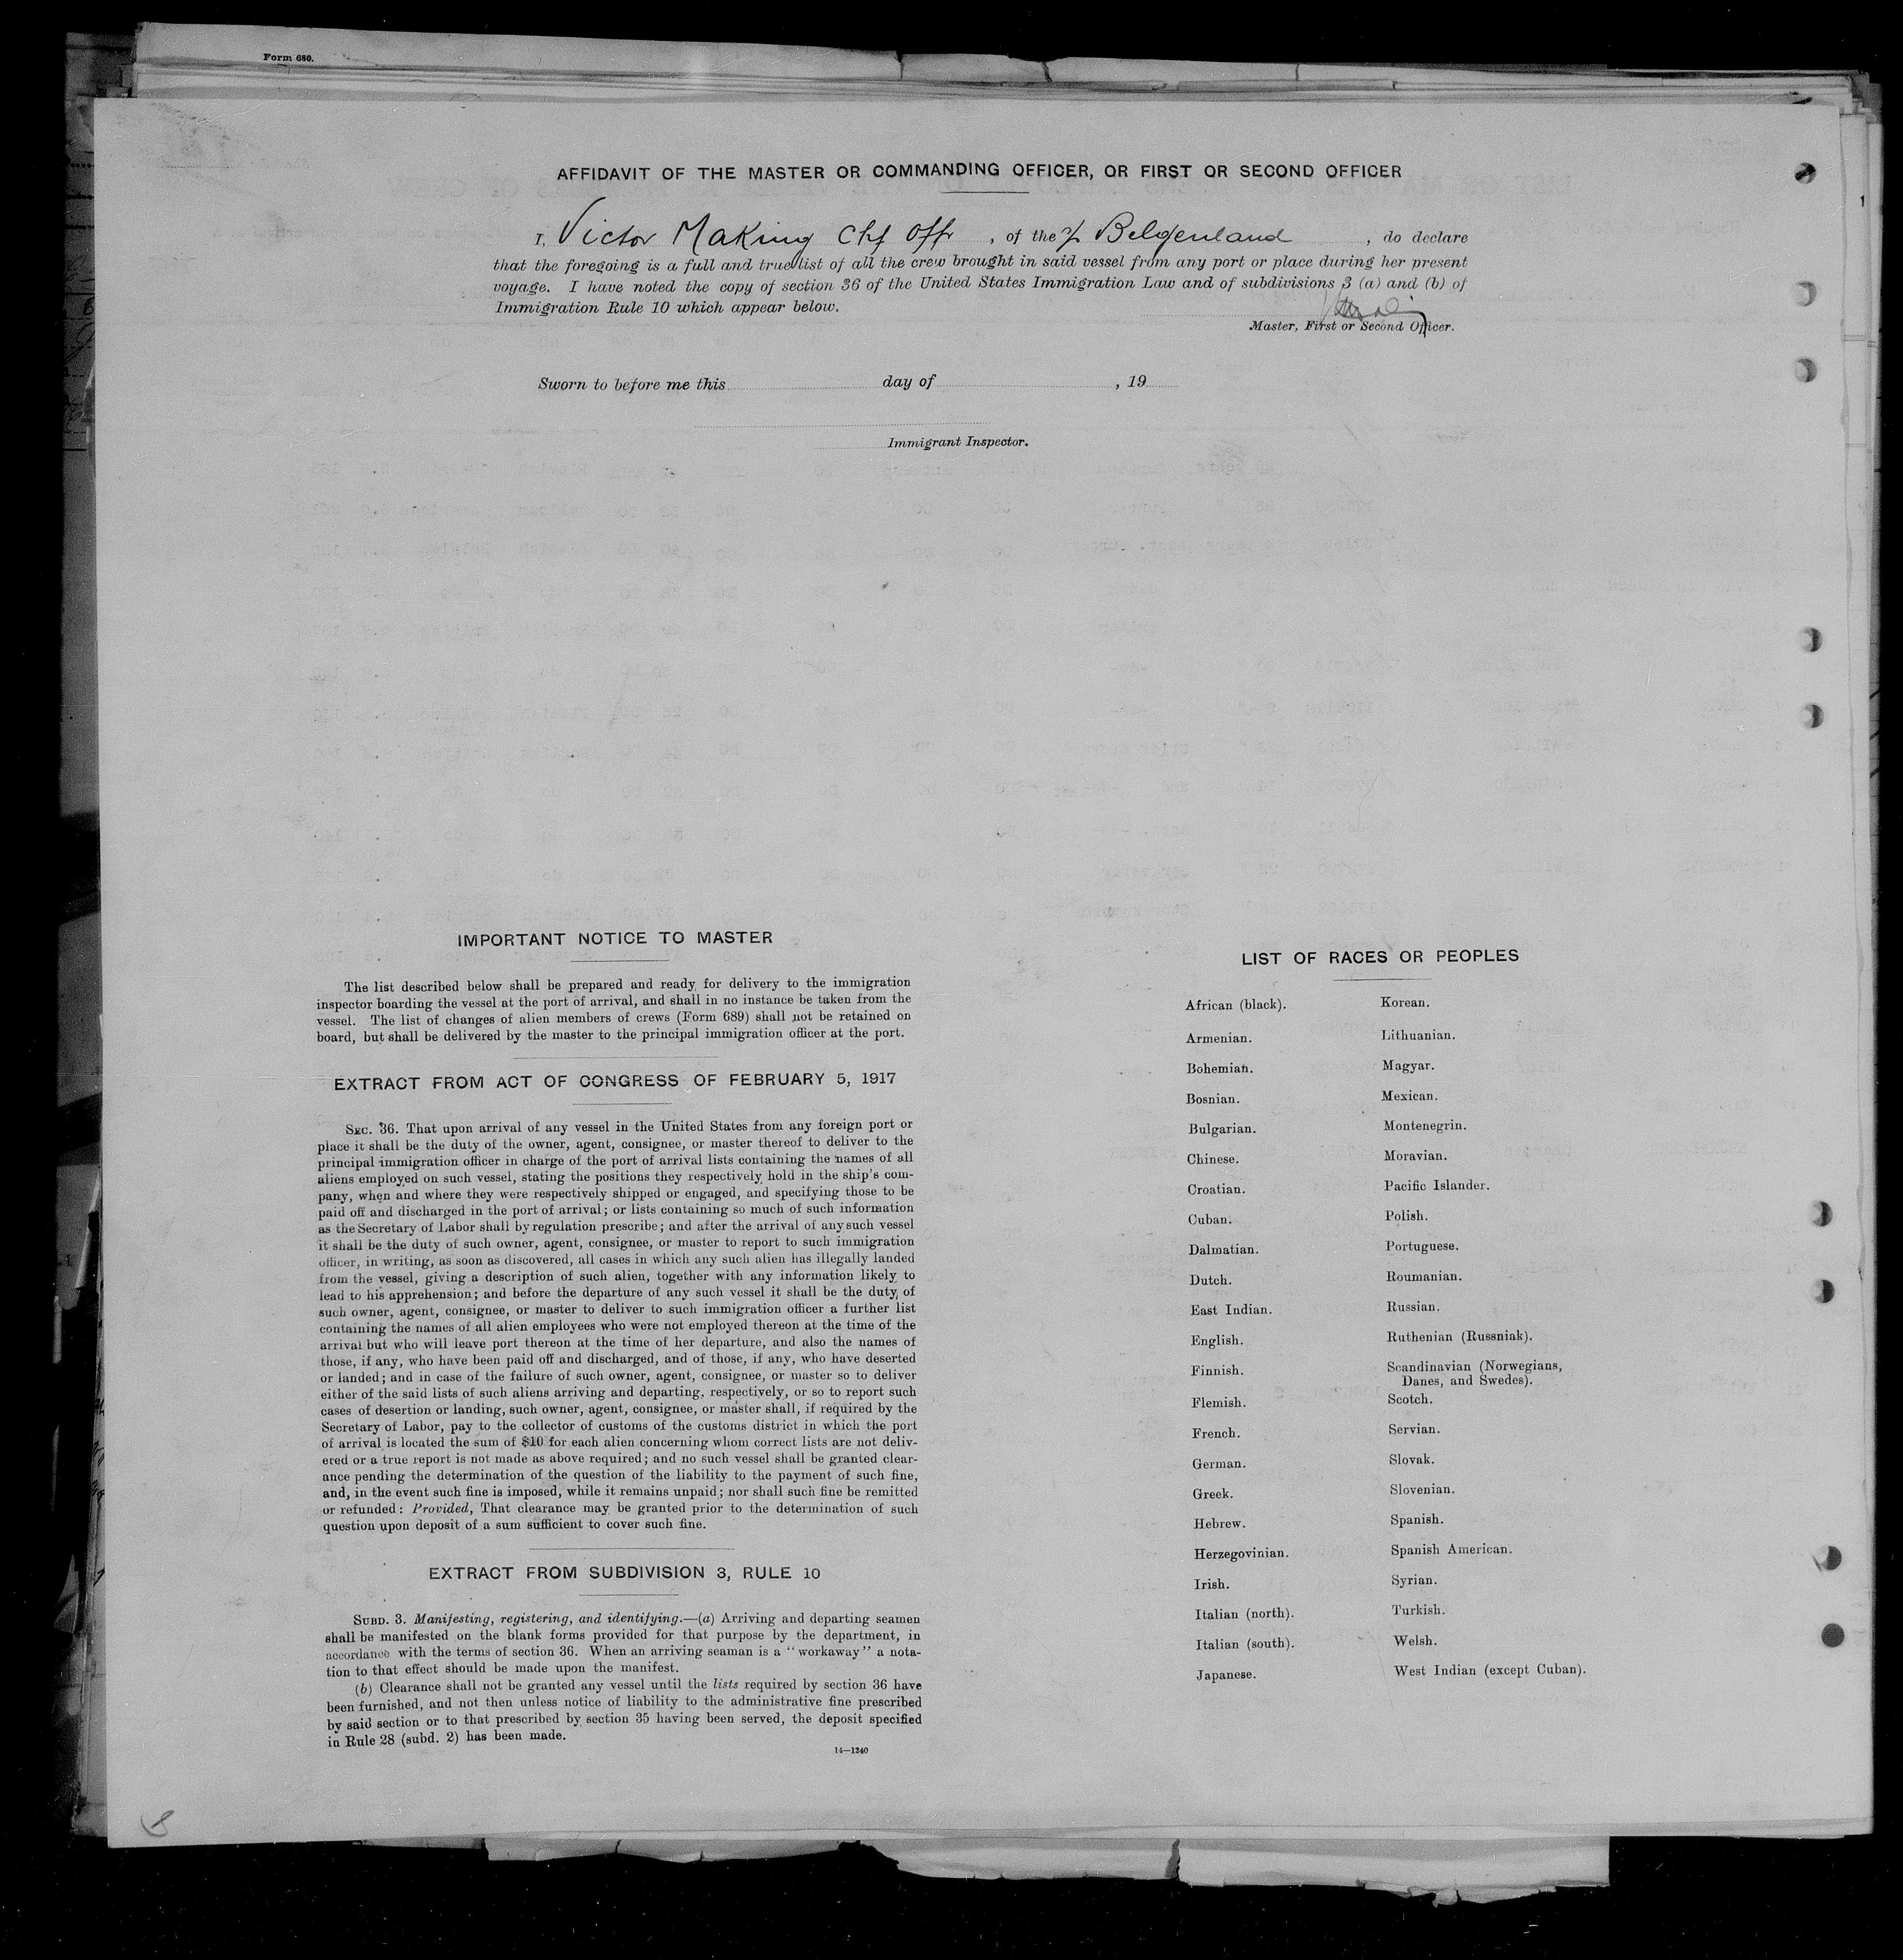 Form 680.
AFFIDAVIT OF THE MASTER OR COMMANDING OFFICER, OR FIRST OR SECOND OFFICER
I, Victor Making Chf Offr, of the S/S Belgenland, do declare
that the foregoing is a full and true list of all the crew brought in said vessel from any port or place during her present
voyage. I have noted the copy of section 36 of the United States Immigration Law and of subdivisions 3 (a) and (b) of
Immigration Rule 10 which appear below.
Master, First or Second Officer.
Sworn to before me this day of , 19
Immigrant Inspector.
IMPORTANT NOTICE TO MASTER
The list described below shall be prepared and ready for delivery to the immigration
inspector boarding the vessel at the port of arrival, and shall in no instance be taken from the
vessel. The list of changes of alien members of crews (Form 689) shall not be retained on
board, but shall be delivered by the master to the principal immigration officer at the port.
EXTRACT FROM ACT OF CONGRESS OF FEBRUARY 5, 1917
SEC. 36. That upon arrival of any vessel in the United States from any foreign port or
place it shall be the duty of the owner, agent, consignee, or master thereof to deliver to the
principal immigration officer in charge of the port of arrival lists containing the names of all
aliens employed on such vessel, stating the positions they respectively hold in the ship's com-
pany, when and where they were respectively shipped or engaged, and specifying those to be
paid off and discharged in the port of arrival; or lists containing so much of such information
as the Secretary of Labor shall by regulation prescribe; and after the arrival of any such vessel
it shall be the duty of such owner, agent, consignee, or master to report to such immigration
officer, in writing, as soon as discovered, all cases in which any such alien has illegally landed
from the vessel, giving a description of such alien, together with any information likely to
lead to his apprehension; and before the departure of any such vessel it shall be the duty of
such owner, agent, consignee, or master to deliver to such immigration officer a further list
containing the names of all alien employees who were not employed thereon at the time of the
arrival but who will leave port thereon at the time of her departure, and also the names of
those, if any, who have been paid off and discharged, and of those, if any, who have deserted
or landed; and in case of the failure of such owner, agent, consignee, or master so to deliver
either of the said lists of such aliens arriving and departing, respectively, or so to report such
cases of desertion or landing, such owner, agent, consignee, or master shall, if required by the
Secretary of Labor, pay to the collector of customs of the customs district in which the port
of arrival is located the sum of $10 for each alien concerning whom correct lists are not deliv-
ered or a true report is not made as above required; and no such vessel shall be granted clear-
ance pending the determination of the question of the liability to the payment of such fine,
and, in the event such fine is imposed, while it remains unpaid; nor shall such fine be remitted
or refunded: Provided, That clearance may be granted prior to the determination of such
question upon deposit of a sum sufficient to cover such fine.
EXTRACT FROM SUBDIVISION 3, RULE 10
SUBD. 3. Manifesting, registering, and identifying.—(a) Arriving and departing seamen
shall be manifested on the blank forms provided for that purpose by the department, in
accordance with the terms of section 36. When an arriving seaman is a "workaway" a nota-
tion to that effect should be made upon the manifest.
(b) Clearance shall not be granted any vessel until the lists required by section 36 have
been furnished, and not then unless notice of liability to the administrative fine prescribed
by said section or to that prescribed by section 35 having been served, the deposit specified
in Rule 28 (subd. 2) has been made.
14—1240
LIST OF RACES OR PEOPLES
African (black).
Armenian.
Bohemian.
Bosnian.
Bulgarian.
Chinese.
Croatian.
Cuban.
Dalmatian.
Dutch.
East Indian.
English.
Finnish.
Flemish.
French.
German.
Greek.
Hebrew.
Herzegovinian.
Irish.
Italian (north).
Italian (south).
Japanese.
Korean.
Lithuanian.
Magyar.
Mexican.
Montenegrin.
Moravian.
Pacific Islander.
Polish.
Portuguese.
Roumanian.
Russian.
Ruthenian (Russniak).
Scandinavian (Norwegians,
Danes, and Swedes).
Scotch.
Servian.
Slovak.
Slovenian.
Spanish.
Spanish American.
Syrian.
Turkish.
Welsh.
West Indian (except Cuban).